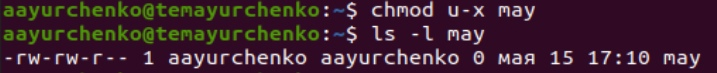 aayurchenko@temayurchenko:~$ chmod u-x may
aayurchenko@temayurchenko:~$ ls -l may
-rw-rw-r-- 1 aayurchenko aayurchenko 0 мая 15 17:10 may